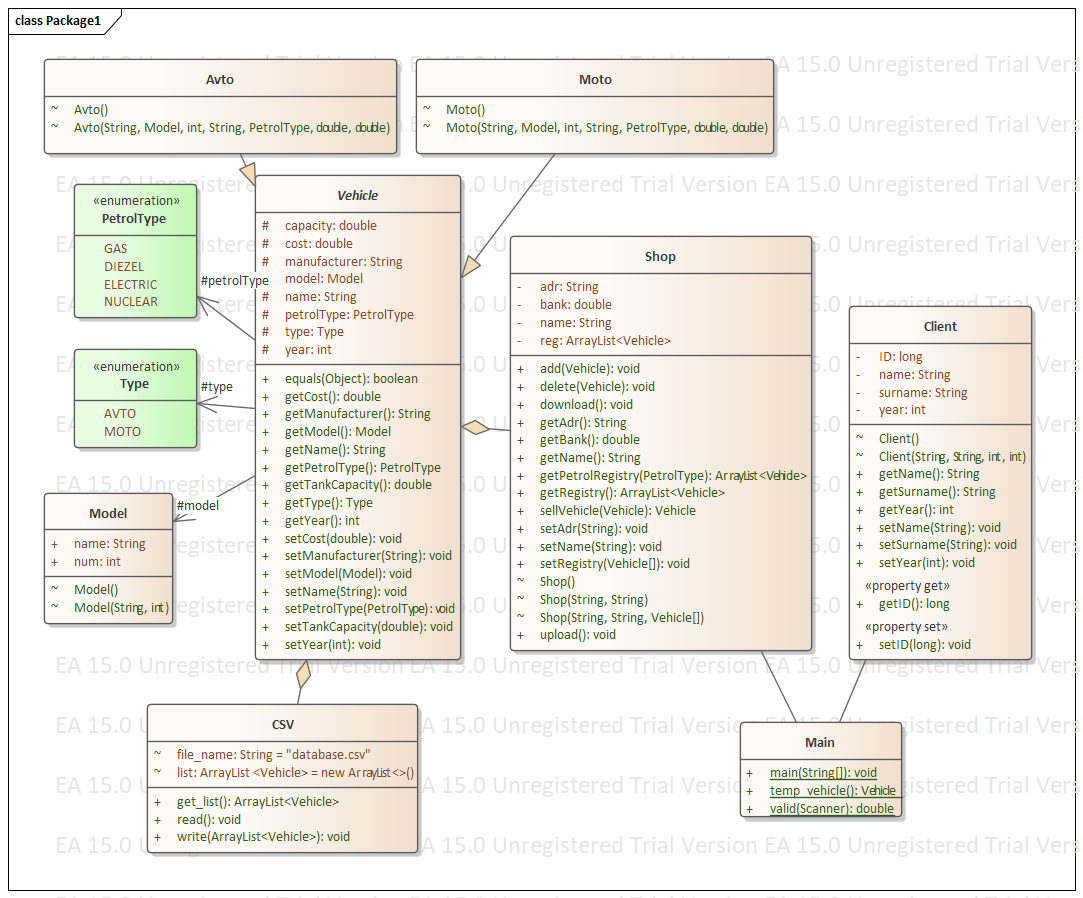 class Package1
Avto
~ Avto()
~ Avto(String, Model, int, String, PetrolType, double, double)
Moto
~ Moto()
~ Moto(String, Model, int, String, PetrolType, double, double)
«enumeration»
PetrolType
GAS
DIEZEL
ELECTRIC
NUCLEAR
#petrolType
«enumeration»
Type
AVTO
MOTO
#type
Model
+ name: String
+ num: int
~ Model()
~ Model(String, int)
#model
Vehicle
# capacity: double
# cost: double
# manufacturer: String
# model: Model
# name: String
# petrolType: PetrolType
# type: Type
# year: int
+ equals(Object): boolean
+ getCost(): double
+ getManufacturer(): String
+ getModel(): Model
+ getName(): String
+ getPetrolType(): PetrolType
+ getTankCapacity(): double
+ getType(): Type
+ getYear(): int
+ setCost(double): void
+ setManufacturer(String): void
+ setModel(Model): void
+ setName(String): void
+ setPetrolType(PetrolType): void
+ setTankCapacity(double): void
+ setYear(int): void
Shop
- adr: String
- bank: double
- name: String
- reg: ArrayList<Vehicle>
+ add(Vehicle): void
+ delete(Vehicle): void
+ download(): void
+ getAdr(): String
+ getBank(): double
+ getName(): String
+ getPetrolRegistry(PetrolType): ArrayList<Vehicle>
+ getRegistry(): ArrayList<Vehicle>
+ sellVehicle(Vehicle): Vehicle
+ setAdr(String): void
+ setName(String): void
+ setRegistry(Vehicle[]): void
~ Shop()
~ Shop(String, String)
~ Shop(String, String, Vehicle[])
+ upload(): void
Client
- ID: long
- name: String
- surname: String
- year: int
~ Client()
~ Client(String, String, int, int)
+ getName(): String
+ getSurname(): String
+ getYear(): int
+ setName(String): void
+ setSurname(String): void
+ setYear(int): void
«property get»
+ getID(): long
«property set»
+ setID(long): void
CSV
~ file_name: String = "database.csv"
~ list: ArrayList <Vehicle> = new ArrayList<>()
+ get_list(): ArrayList<Vehicle>
+ read(): void
+ write(ArrayList<Vehicle>): void
Main
+ main(String[]): void
+ temp_vehicle(): Vehicle
+ valid(Scanner): double
EA 15.0 Unregistered Trial Version